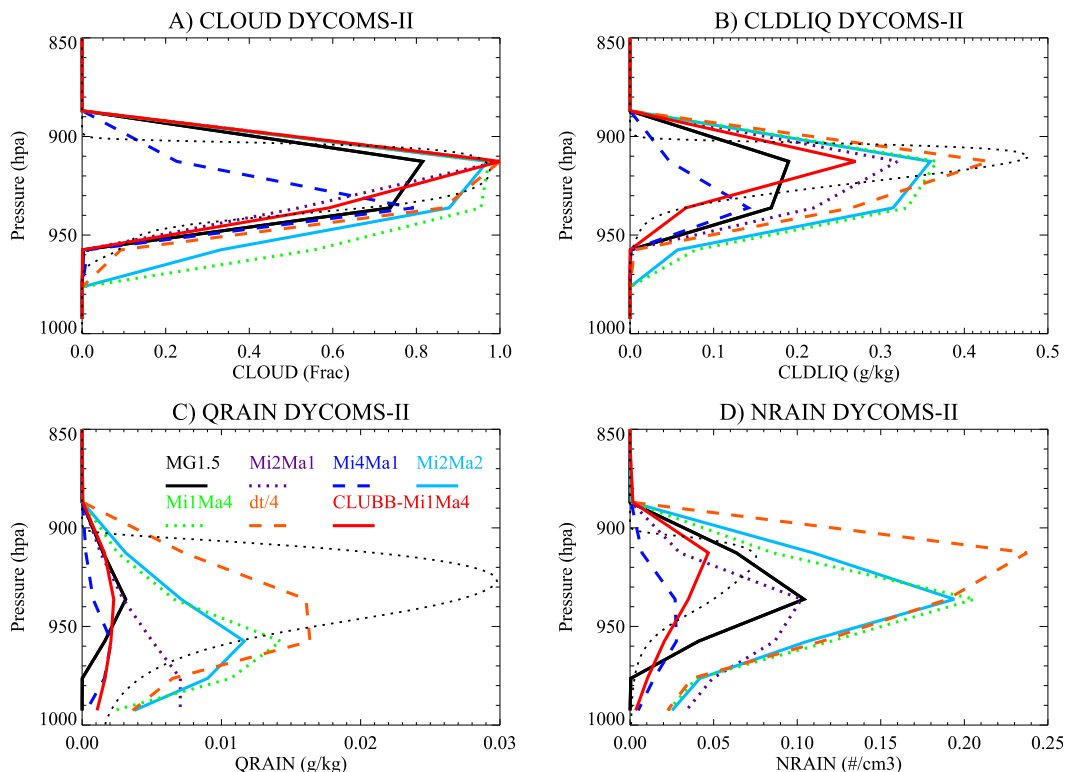 A) CLOUD DYCOMS-II
B) CLDLIQ DYCOMS-II
850
900
950
1000
Pressure (hpa)
0.0 0.2 0.4 0.6 0.8 1.0
CLOUD (Frac)
850
900
950
1000
Pressure (hpa)
0.0 0.1 0.2 0.3 0.4 0.5
CLDLIQ (g/kg)
C) QRAIN DYCOMS-II
D) NRAIN DYCOMS-II
850
900
950
1000
Pressure (hpa)
MG1.5 Mi2Ma1 Mi4Ma1 Mi2Ma2
Mi1Ma4 dt/4 CLUBB-Mi1Ma4
0.00 0.01 0.02 0.03
QRAIN (g/kg)
850
900
950
1000
Pressure (hpa)
0.00 0.05 0.10 0.15 0.20 0.25
NRAIN (#/cm3)